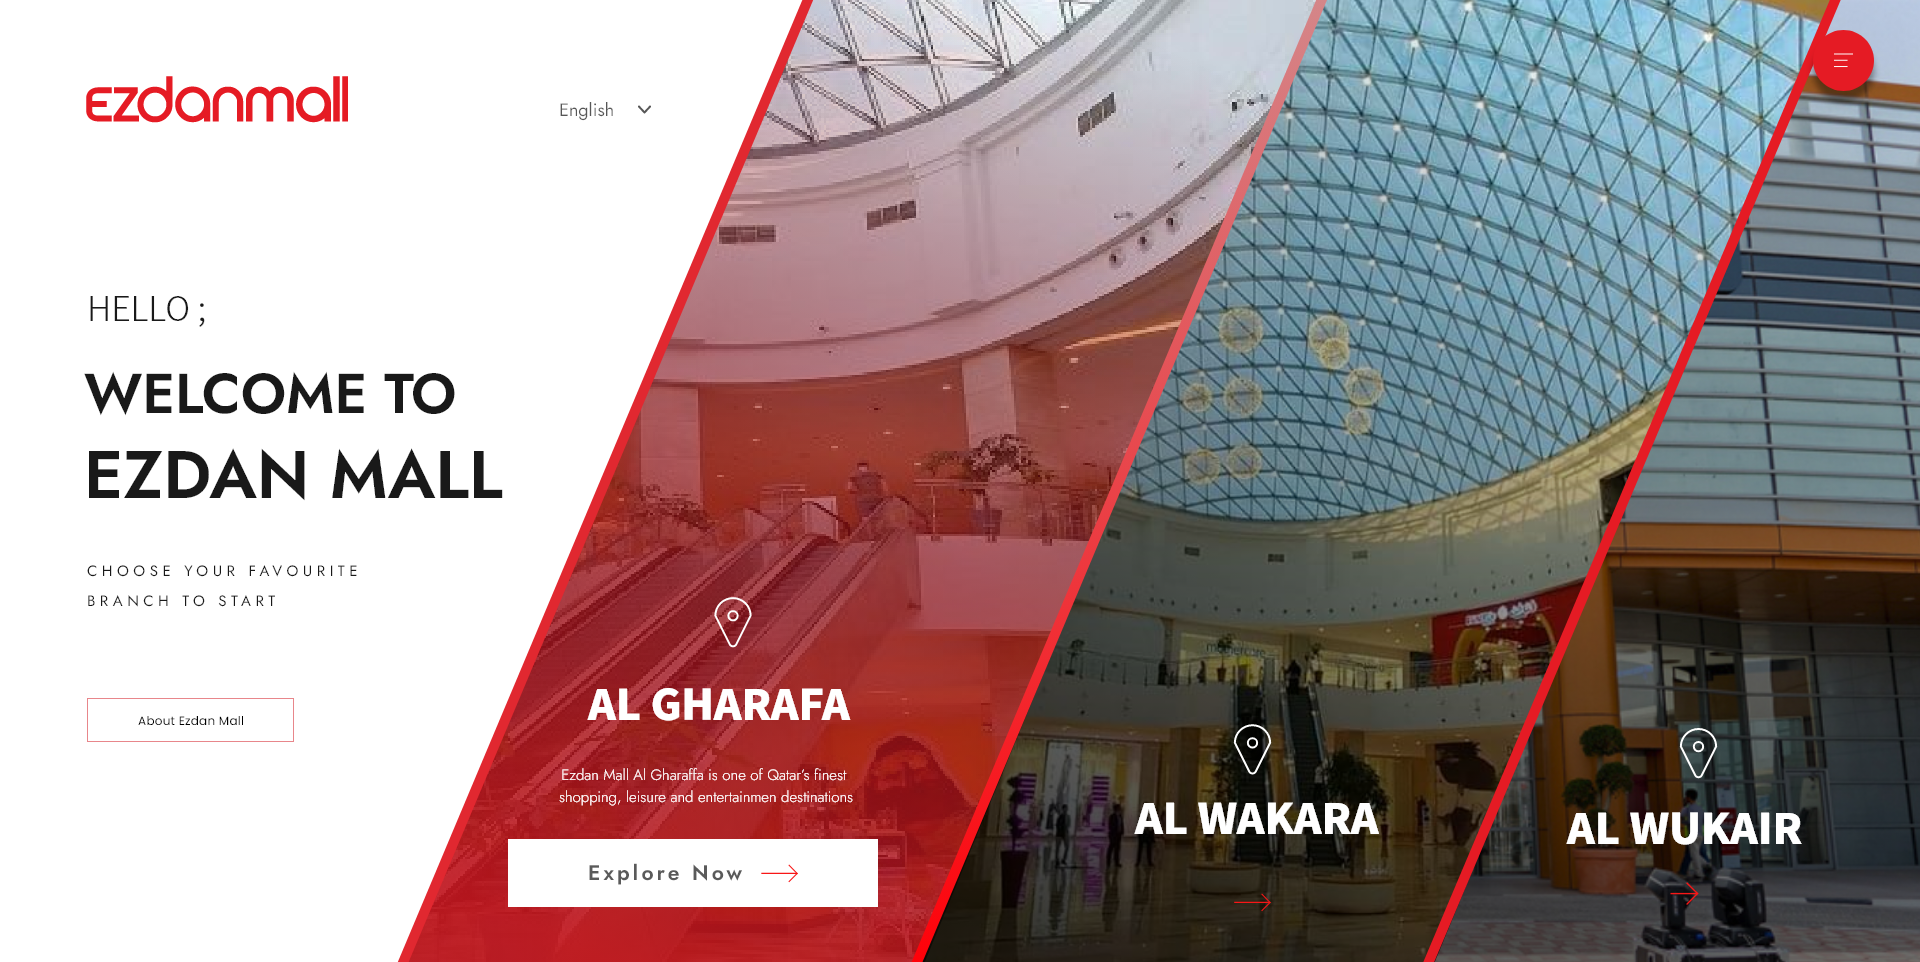 ezdanmall
English
HELLO ;
WELCOME TO
EZDAN MALL
CHOOSE YOUR FAVOURITE
BRANCH TO START
About Ezdan Mall
AL GHARAFA
Ezdan Mall Al Gharaffa is one of Qatar's finest
shopping, leisure and entertainmen destinations
Explore Now
mothercare
AL WAKARA
AL WUKAIR